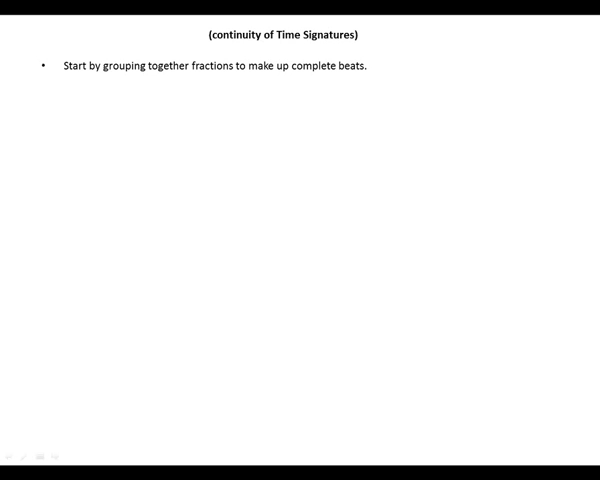 (continuity of Time Signatures)
• Start by grouping together fractions to make up complete beats.